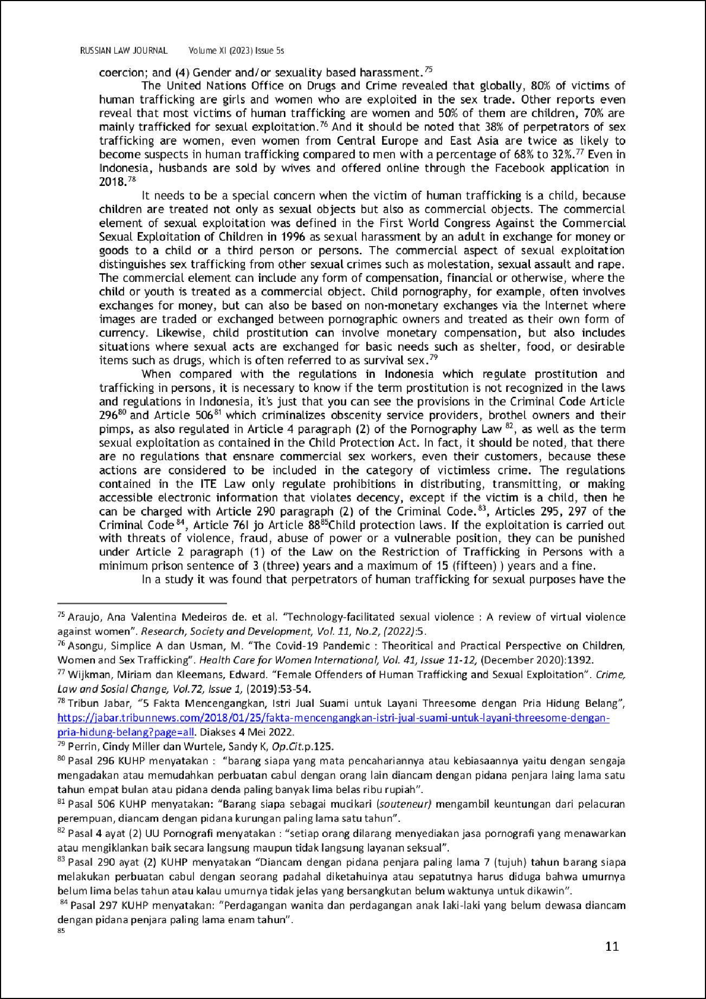 RUSSIAN LAW JOURNAL Volume XI (2023) Issue 5s
coercion; and (4) Gender and/or sexuality based harassment.75
The United Nations Office on Drugs and Crime revealed that globally, 80% of victims of
human trafficking are girls and women who are exploited in the sex trade. Other reports even
reveal that most victims of human trafficking are women and 50% of them are children, 70% are
mainly trafficked for sexual exploitation.76 And it should be noted that 38% of perpetrators of sex
trafficking are women, even women from Central Europe and East Asia are twice as likely to
become suspects in human trafficking compared to men with a percentage of 68% to 32%.77 Even in
Indonesia, husbands are sold by wives and offered online through the Facebook application in
2018.78
It needs to be a special concern when the victim of human trafficking is a child, because
children are treated not only as sexual objects but also as commercial objects. The commercial
element of sexual exploitation was defined in the First World Congress Against the Commercial
Sexual Exploitation of Children in 1996 as sexual harassment by an adult in exchange for money or
goods to a child or a third person or persons. The commercial aspect of sexual exploitation
distinguishes sex trafficking from other sexual crimes such as molestation, sexual assault and rape.
The commercial element can include any form of compensation, financial or otherwise, where the
child or youth is treated as a commercial object. Child pornography, for example, often involves
exchanges for money, but can also be based on non-monetary exchanges via the Internet where
images are traded or exchanged between pornographic owners and treated as their own form of
currency. Likewise, child prostitution can involve monetary compensation, but also includes
situations where sexual acts are exchanged for basic needs such as shelter, food, or desirable
items such as drugs, which is often referred to as survival sex.79
When compared with the regulations in Indonesia which regulate prostitution and
trafficking in persons, it is necessary to know if the term prostitution is not recognized in the laws
and regulations in Indonesia, it's just that you can see the provisions in the Criminal Code Article
29680 and Article 50681 which criminalizes obscenity service providers, brothel owners and their
pimps, as also regulated in Article 4 paragraph (2) of the Pornography Law 82, as well as the term
sexual exploitation as contained in the Child Protection Act. In fact, it should be noted, that there
are no regulations that ensnare commercial sex workers, even their customers, because these
actions are considered to be included in the category of victimless crime. The regulations
contained in the ITE Law only regulate prohibitions in distributing, transmitting, or making
accessible electronic information that violates decency, except if the victim is a child, then he
can be charged with Article 290 paragraph (2) of the Criminal Code.83, Articles 295, 297 of the
Criminal Code84, Article 76I jo Article 8885Child protection laws. If the exploitation is carried out
with threats of violence, fraud, abuse of power or a vulnerable position, they can be punished
under Article 2 paragraph (1) of the Law on the Restriction of Trafficking in Persons with a
minimum prison sentence of 3 (three) years and a maximum of 15 (fifteen) ) years and a fine.
In a study it was found that perpetrators of human trafficking for sexual purposes have the
75 Araujo, Ana Valentina Medeiros de. et al. “Technology-facilitated sexual violence : A review of virtual violence
against women”. Research, Society and Development, Vol. 11, No.2, (2022):5.
76 Asongu, Simplice A dan Usman, M. “The Covid-19 Pandemic : Theoritical and Practical Perspective on Children,
Women and Sex Trafficking”. Health Care for Women International, Vol. 41, Issue 11-12, (December 2020):1392.
77 Wijkman, Miriam dan Kleemans, Edward. “Female Offenders of Human Trafficking and Sexual Exploitation”. Crime,
Law and Sosial Change, Vol.72, Issue 1, (2019):53-54.
78 Tribun Jabar, “5 Fakta Mencengangkan, Istri Jual Suami untuk Layani Threesome dengan Pria Hidung Belang”,
https://jabar.tribunnews.com/2018/01/25/fakta-mencengangkan-istri-jual-suami-untuk-layani-threesome-dengan-
pria-hidung-belang?page=all. Diakses 4 Mei 2022.
79 Perrin, Cindy Miller dan Wurtele, Sandy K, Op.Cit.p.125.
80 Pasal 296 KUHP menyatakan : “barang siapa yang mata pencahariannya atau kebiasaannya yaitu dengan sengaja
mengadakan atau memudahkan perbuatan cabul dengan orang lain diancam dengan pidana penjara laing lama satu
tahun empat bulan atau pidana denda paling banyak lima belas ribu rupiah”.
81 Pasal 506 KUHP menyatakan: “Barang siapa sebagai mucikari (souteneur) mengambil keuntungan dari pelacuran
perempuan, diancam dengan pidana kurungan paling lama satu tahun”.
82 Pasal 4 ayat (2) UU Pornografi menyatakan : “setiap orang dilarang menyediakan jasa pornografi yang menawarkan
atau mengiklankan baik secara langsung maupun tidak langsung layanan seksual”.
83 Pasal 290 ayat (2) KUHP menyatakan “Diancam dengan pidana penjara paling lama 7 (tujuh) tahun barang siapa
melakukan perbuatan cabul dengan seorang padahal diketahuinya atau sepatutnya harus diduga bahwa umurnya
belum lima belas tahun atau kalau umurnya tidak jelas yang bersangkutan belum waktunya untuk dikawin”.
84 Pasal 297 KUHP menyatakan: “Perdagangan wanita dan perdagangan anak laki-laki yang belum dewasa diancam
dengan pidana penjara paling lama enam tahun”.
85
11